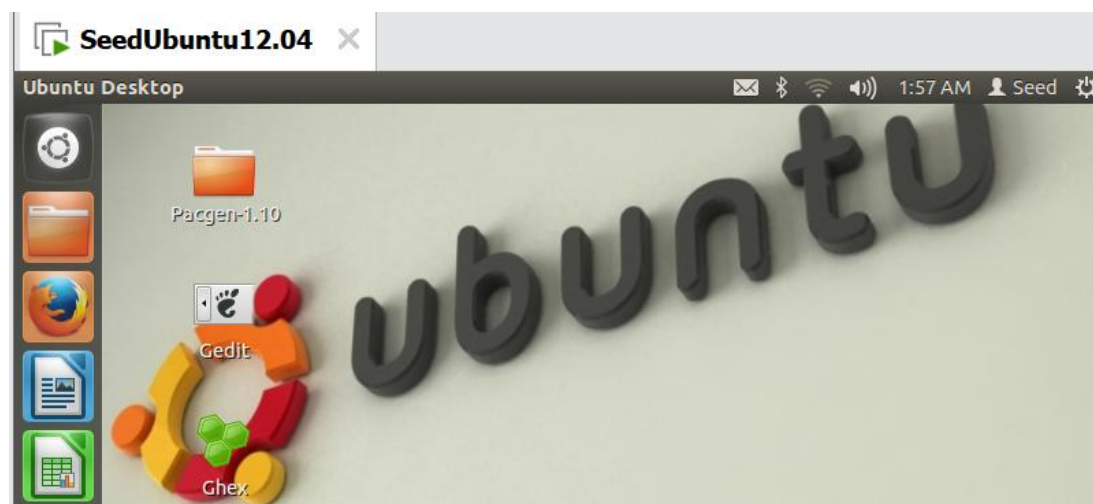 SeedUbuntu12.04
Ubuntu Desktop 1:57 AM Seed
Pacgen-1.10
ubuntu
Gedit
Ghex